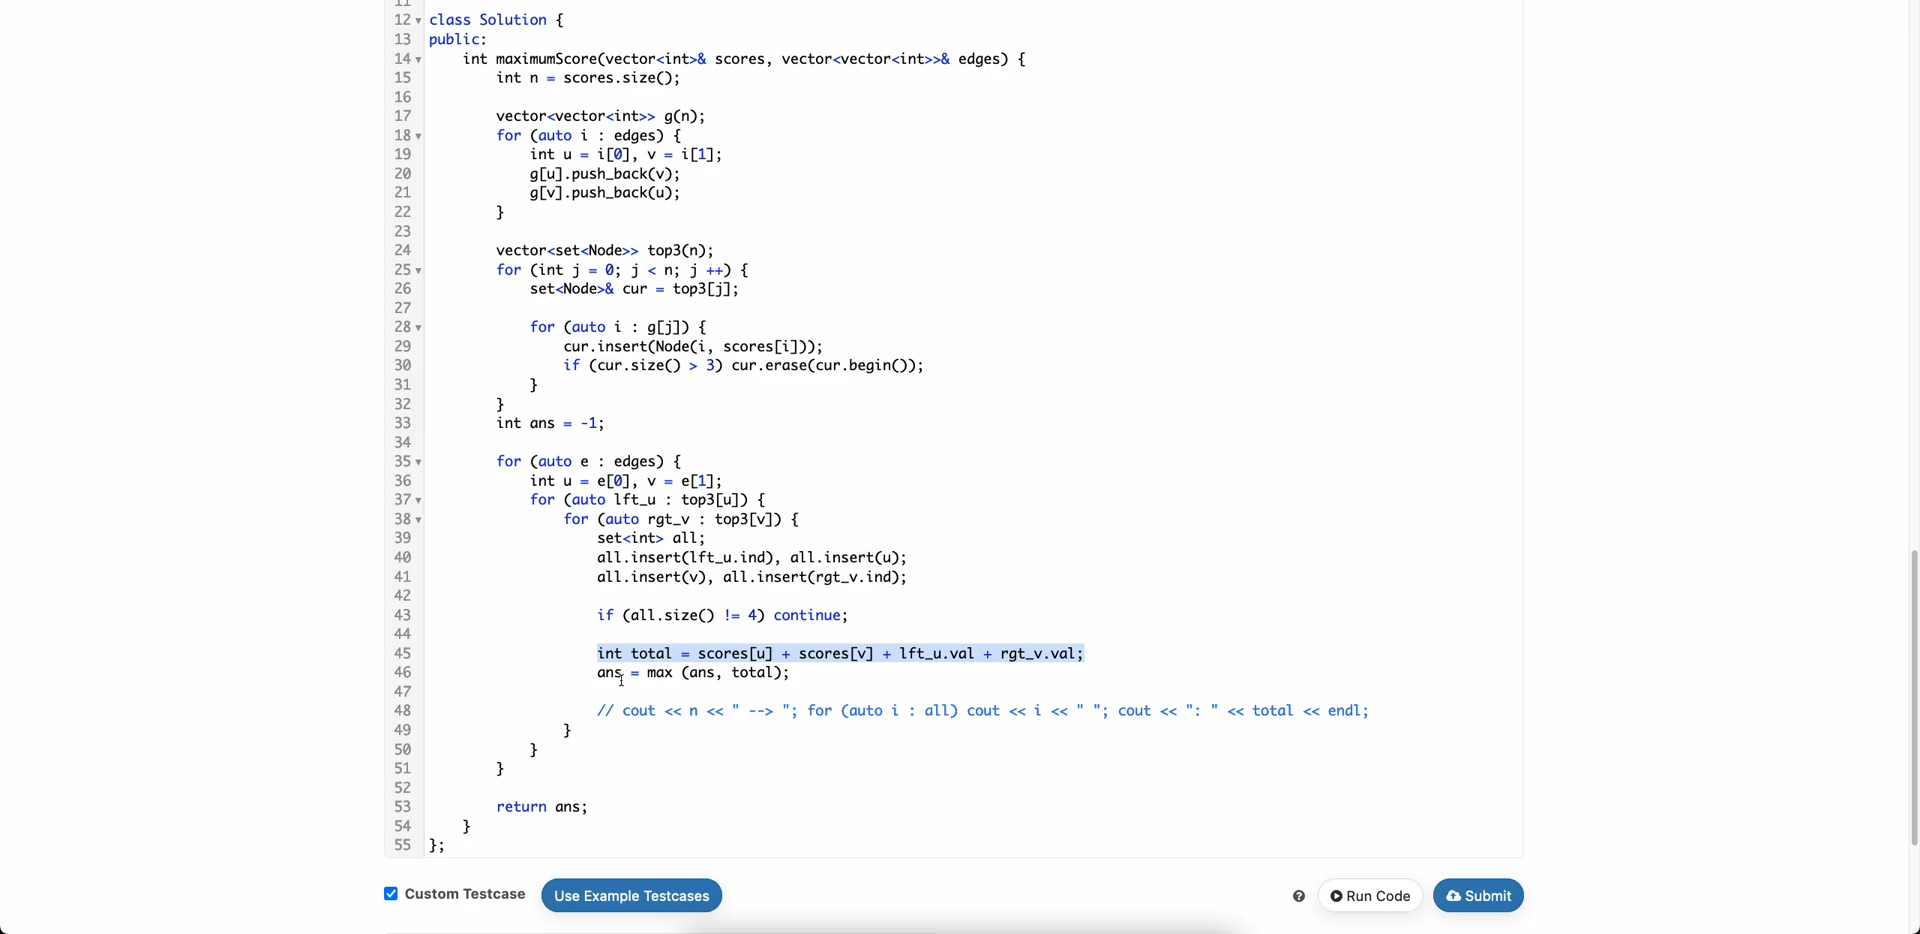 11
12 class Solution {
13 public:
14 int maximumScore(vector<int>& scores, vector<vector<int>>& edges) {
15 int n = scores.size();
16
17 vector<vector<int>> g(n);
18 for (auto i : edges) {
19 int u = i[0], v = i[1];
20 g[u].push_back(v);
21 g[v].push_back(u);
22 }
23
24 vector<set<Node>> top3(n);
25 for (int j = 0; j < n; j ++) {
26 set<Node>& cur = top3[j];
27
28 for (auto i : g[j]) {
29 cur.insert(Node(i, scores[i]));
30 if (cur.size() > 3) cur.erase(cur.begin());
31 }
32 }
33 int ans = -1;
34
35 for (auto e : edges) {
36 int u = e[0], v = e[1];
37 for (auto lft_u : top3[u]) {
38 for (auto rgt_v : top3[v]) {
39 set<int> all;
40 all.insert(lft_u.ind), all.insert(u);
41 all.insert(v), all.insert(rgt_v.ind);
42
43 if (all.size() != 4) continue;
44
45 int total = scores[u] + scores[v] + lft_u.val + rgt_v.val;
46 ans = max (ans, total);
47
48 // cout << n << " --> "; for (auto i : all) cout << i << " "; cout << ": " << total << endl;
49 }
50 }
51 }
52
53 return ans;
54 }
55 };
Custom Testcase Use Example Testcases ? Run Code Submit